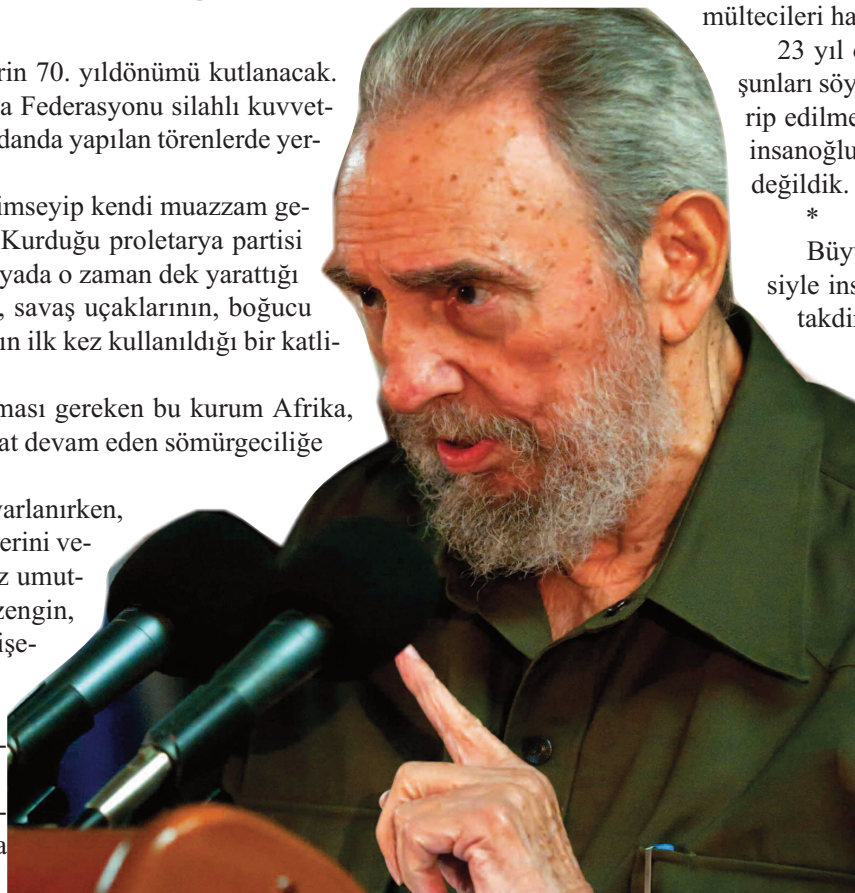 rin 70. yıldönümü kutlanacak.
a Federasyonu silahlı kuvvet-
danda yapılan törenlerde yer-
imseyip kendi muazzam ge-
Kurduğu proletarya partisi
yada o zaman dek yarattığı
, savaş uçaklarının, boğucu
ın ilk kez kullanıldığı bir katli-
ması gereken bu kurum Afrika,
at devam eden sömürgeciliğe
arlanırken,
erini ve-
z umut-
zengin,
işe-
a
mültecileri ha
23 yıl
şunları söy
rip edilme
insanoğlu
değildik.
*
Büy
siyle ins
takdi